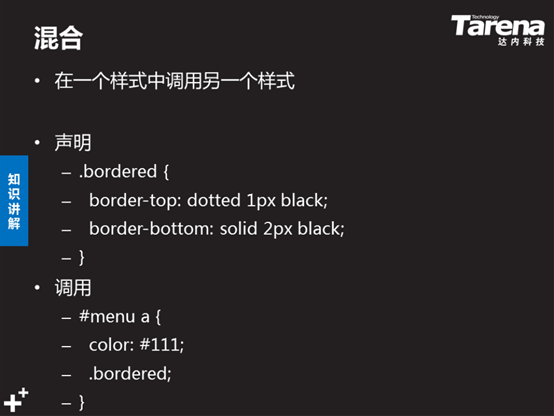 混合
Technology
Tarena
达内科技
• 在一个样式中调用另一个样式
• 声明
– .bordered {
– border-top: dotted 1px black;
– border-bottom: solid 2px black;
– }
知识讲解
• 调用
– #menu a {
– color: #111;
– .bordered;
– }